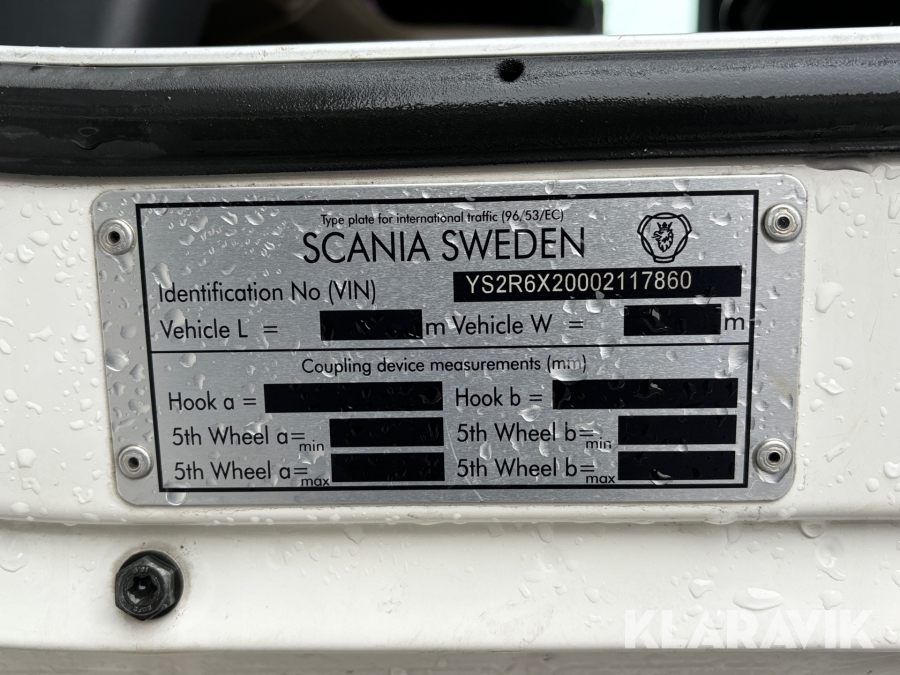 Type plate for international traffic (96/53/EC)
SCANIA SWEDEN
Identification No (VIN) YS2R6X20002117860
Vehicle L = m Vehicle W = m
Coupling device measurements (mm)
Hook a = Hook b =
5th Wheel a= min 5th Wheel b= min
5th Wheel a= max 5th Wheel b= max
KLARAVIK